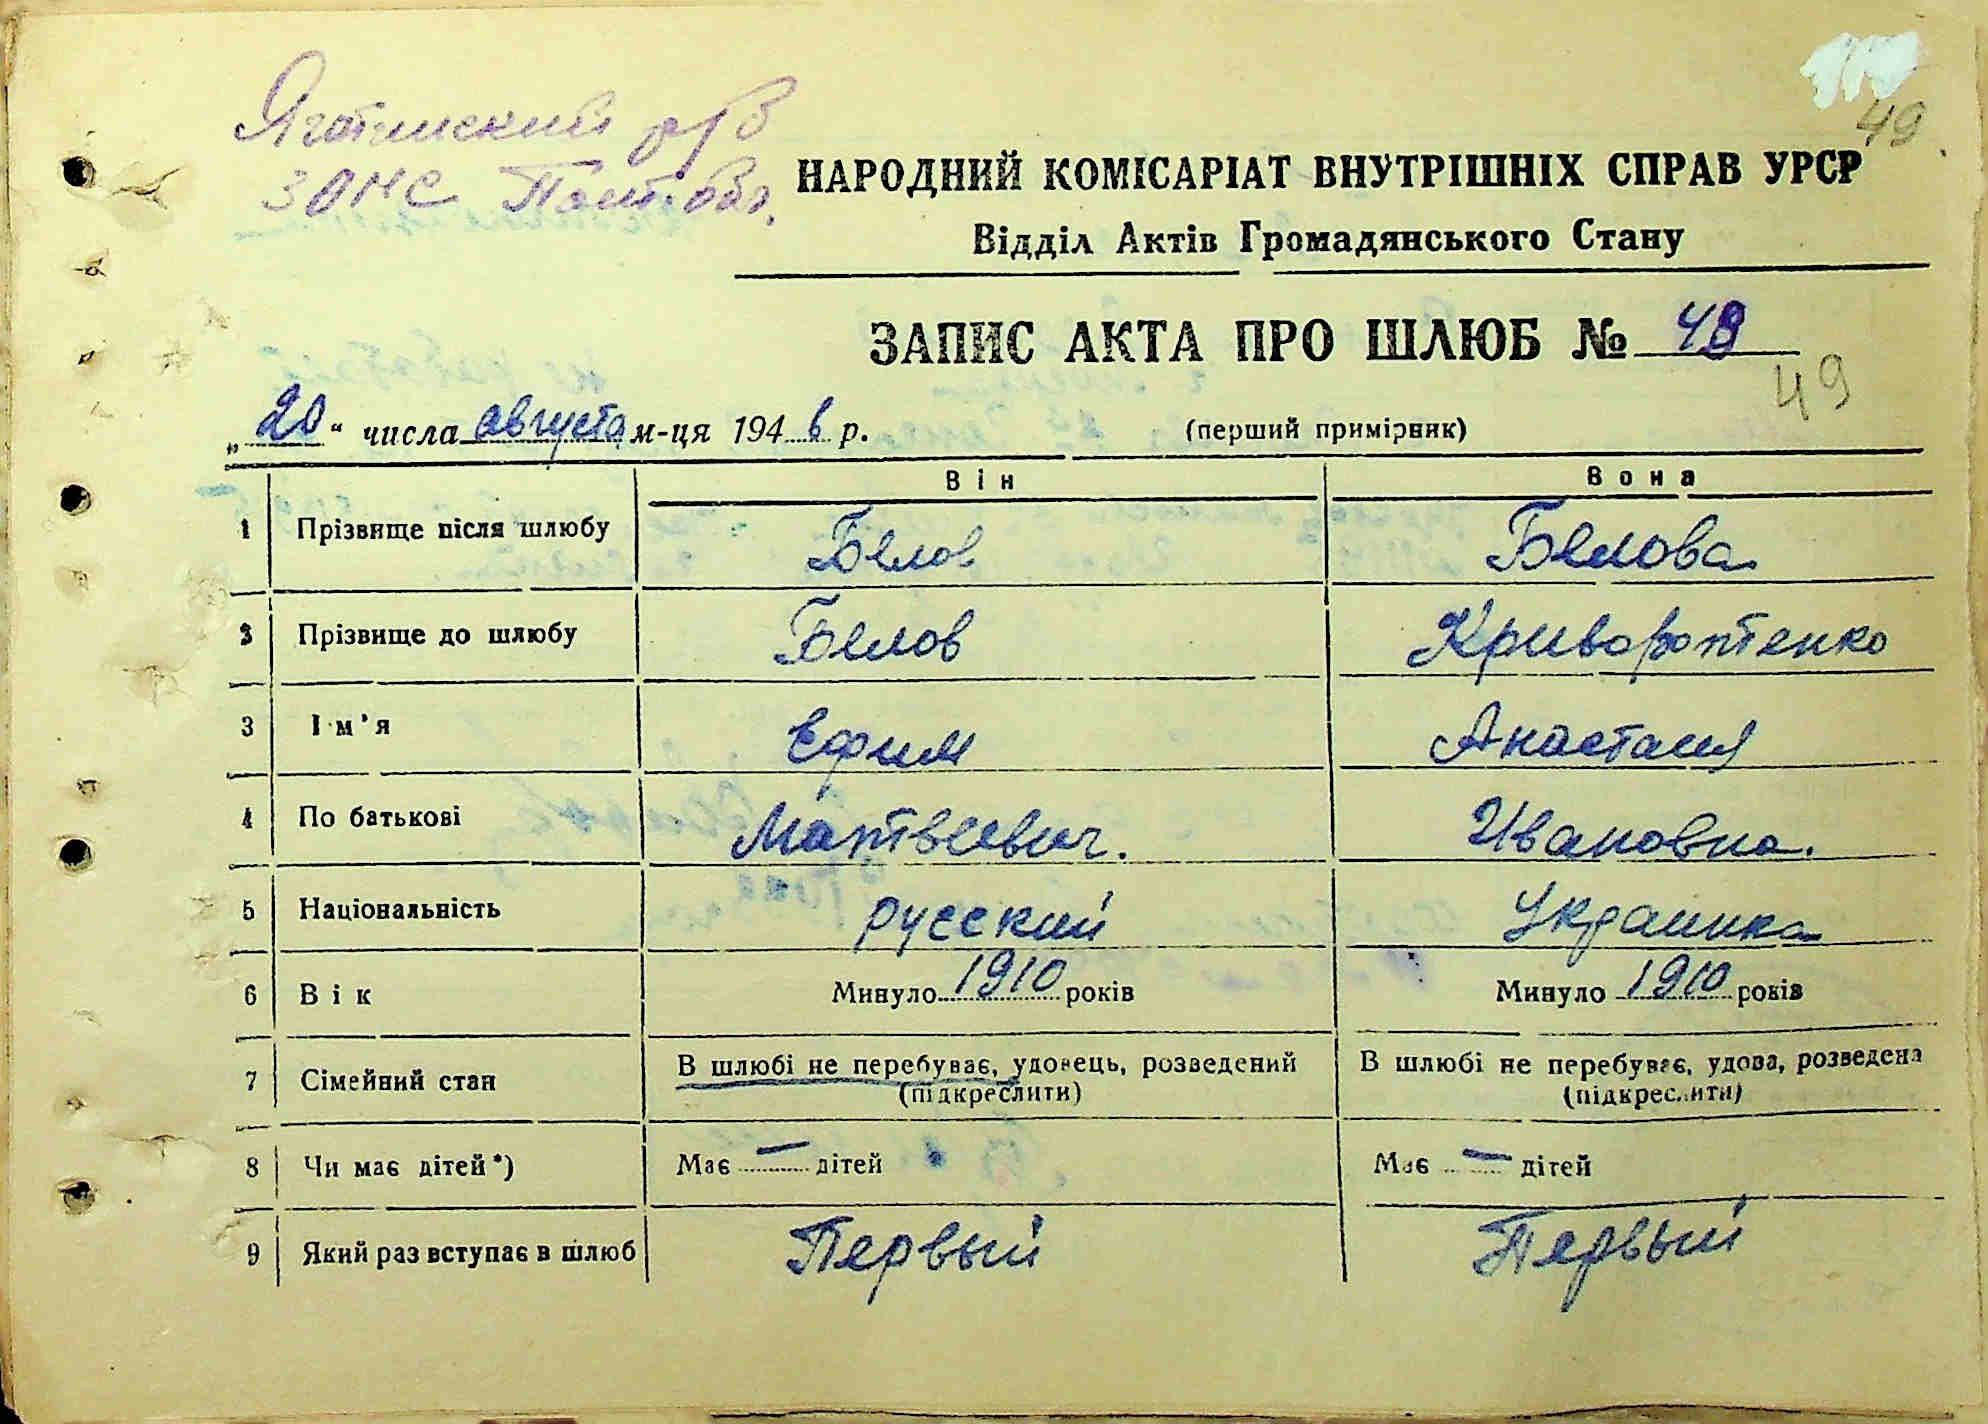 49
Яготинский р/б
ЗАГС Полт. обл.
НАРОДНИЙ КОМІСАРІАТ ВНУТРІШНІХ СПРАВ УРСР
Відділ Актів Громадянського Стану
ЗАПИС АКТА ПРО ШЛЮБ № 49
49
„20“ числа августа м-ця 1946 р. (перший примірник)
Він Вона
1 Прізвище після шлюбу Белов Белова
2 Прізвище до шлюбу Белов Криворотенко
3 Ім'я Ефим Анастасия
4 По батькові Матвеевич. Ивановна.
5 Національність русский Украинка
6 Вік Минуло 1910 років Минуло 1910 років
7 Сімейний стан В шлюбі не перебуває, удовець, розведений В шлюбі не перебуває, удова, розведена
(підкреслити) (підкреслити)
8 Чи має дітей*) Має — дітей Має — дітей
9 Який раз вступає в шлюб Первый Первый